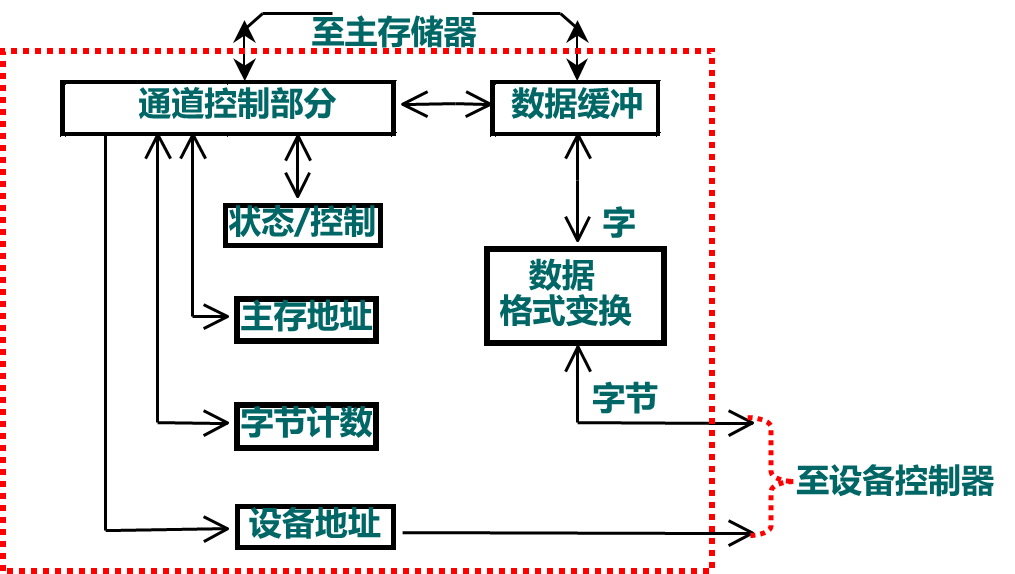 至主存储器
通道控制部分
数据缓冲
状态/控制
字
数据
格式变换
主存地址
字节
字节计数
至设备控制器
设备地址